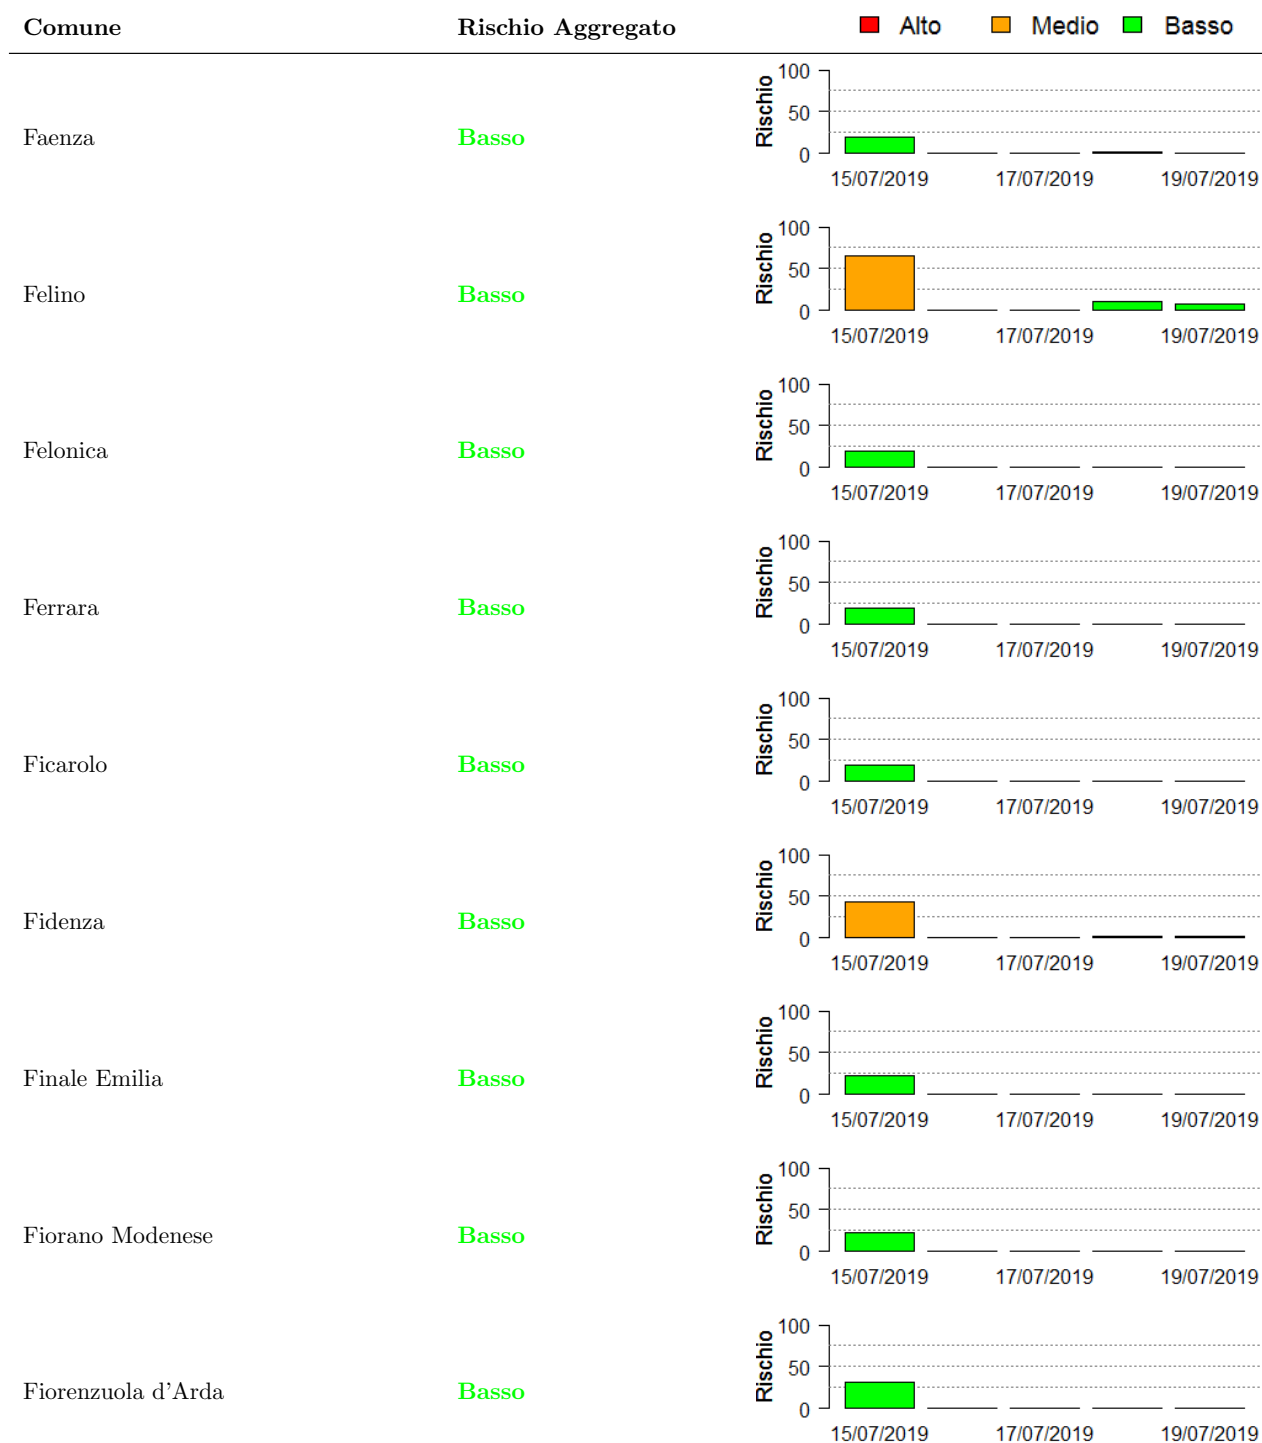 Comune Rischio Aggregato Alto Medio Basso
100
50
0
Rischio
Faenza Basso
15/07/2019 17/07/2019 19/07/2019
100
50
0
Rischio
Felino Basso
15/07/2019 17/07/2019 19/07/2019
100
50
0
Rischio
Felonica Basso
15/07/2019 17/07/2019 19/07/2019
100
50
0
Rischio
Ferrara Basso
15/07/2019 17/07/2019 19/07/2019
100
50
0
Rischio
Ficarolo Basso
15/07/2019 17/07/2019 19/07/2019
100
50
0
Rischio
Fidenza Basso
15/07/2019 17/07/2019 19/07/2019
100
50
0
Rischio
Finale Emilia Basso
15/07/2019 17/07/2019 19/07/2019
100
50
0
Rischio
Fiorano Modenese Basso
15/07/2019 17/07/2019 19/07/2019
100
50
0
Rischio
Fiorenzuola d'Arda Basso
15/07/2019 17/07/2019 19/07/2019